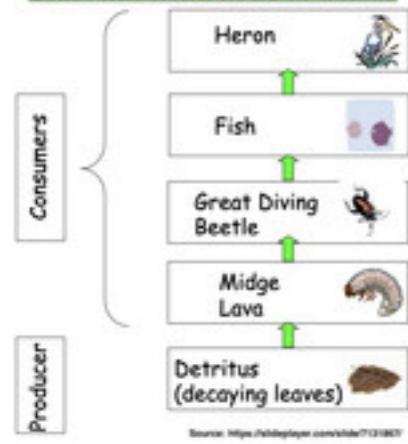 Heron
Fish
Great Diving
Beetle
Midge
Lava
Detritus
(decaying leaves)
Consumers
Producer
Source: https://slideplayer.com/slide/7131867/